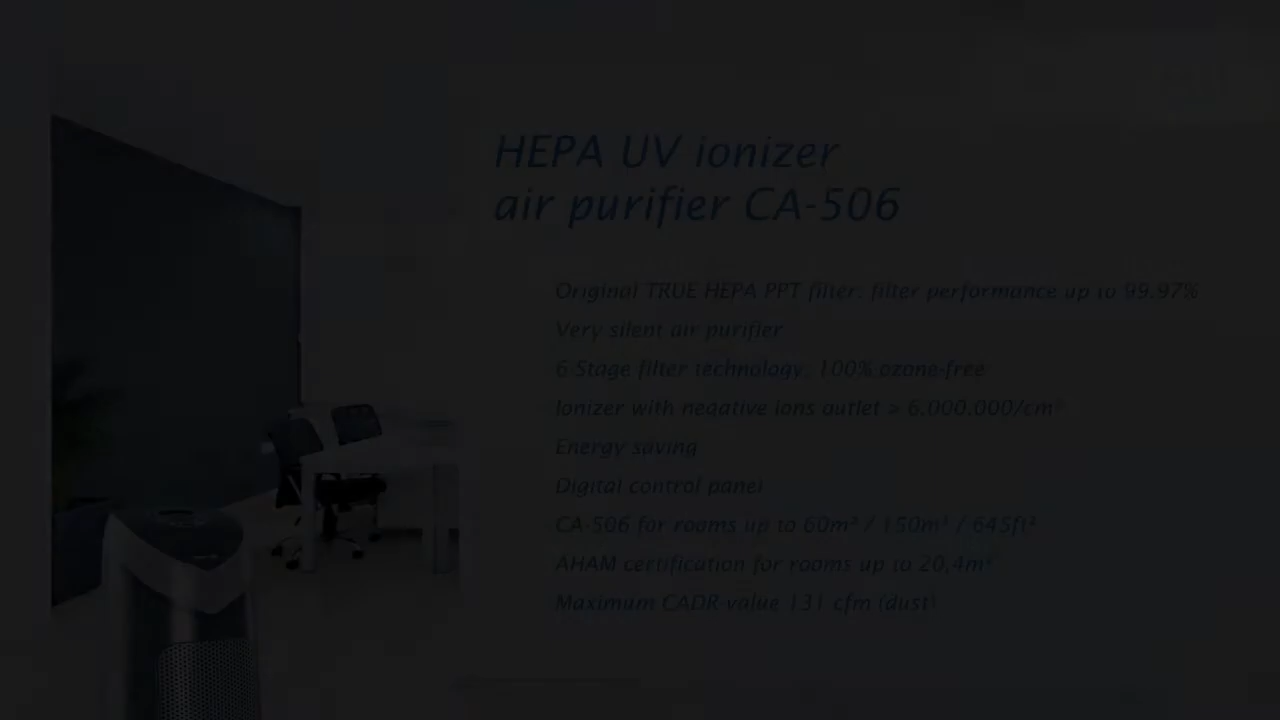 HEPA UV ionizer
air purifier CA-506
Original TRUE HEPA PPT filter: filter performance up to 99.97%
Very silent air purifier
6-Stage filter technology, 100% ozone-free
Ionizer with negative ions outlet > 6.000.000/cm³
Energy saving
Digital control panel
CA-506 for rooms up to 60m² / 150m³ / 645ft²
AHAM certification for rooms up to 20,4m²
Maximum CADR-value 131 cfm (dust)